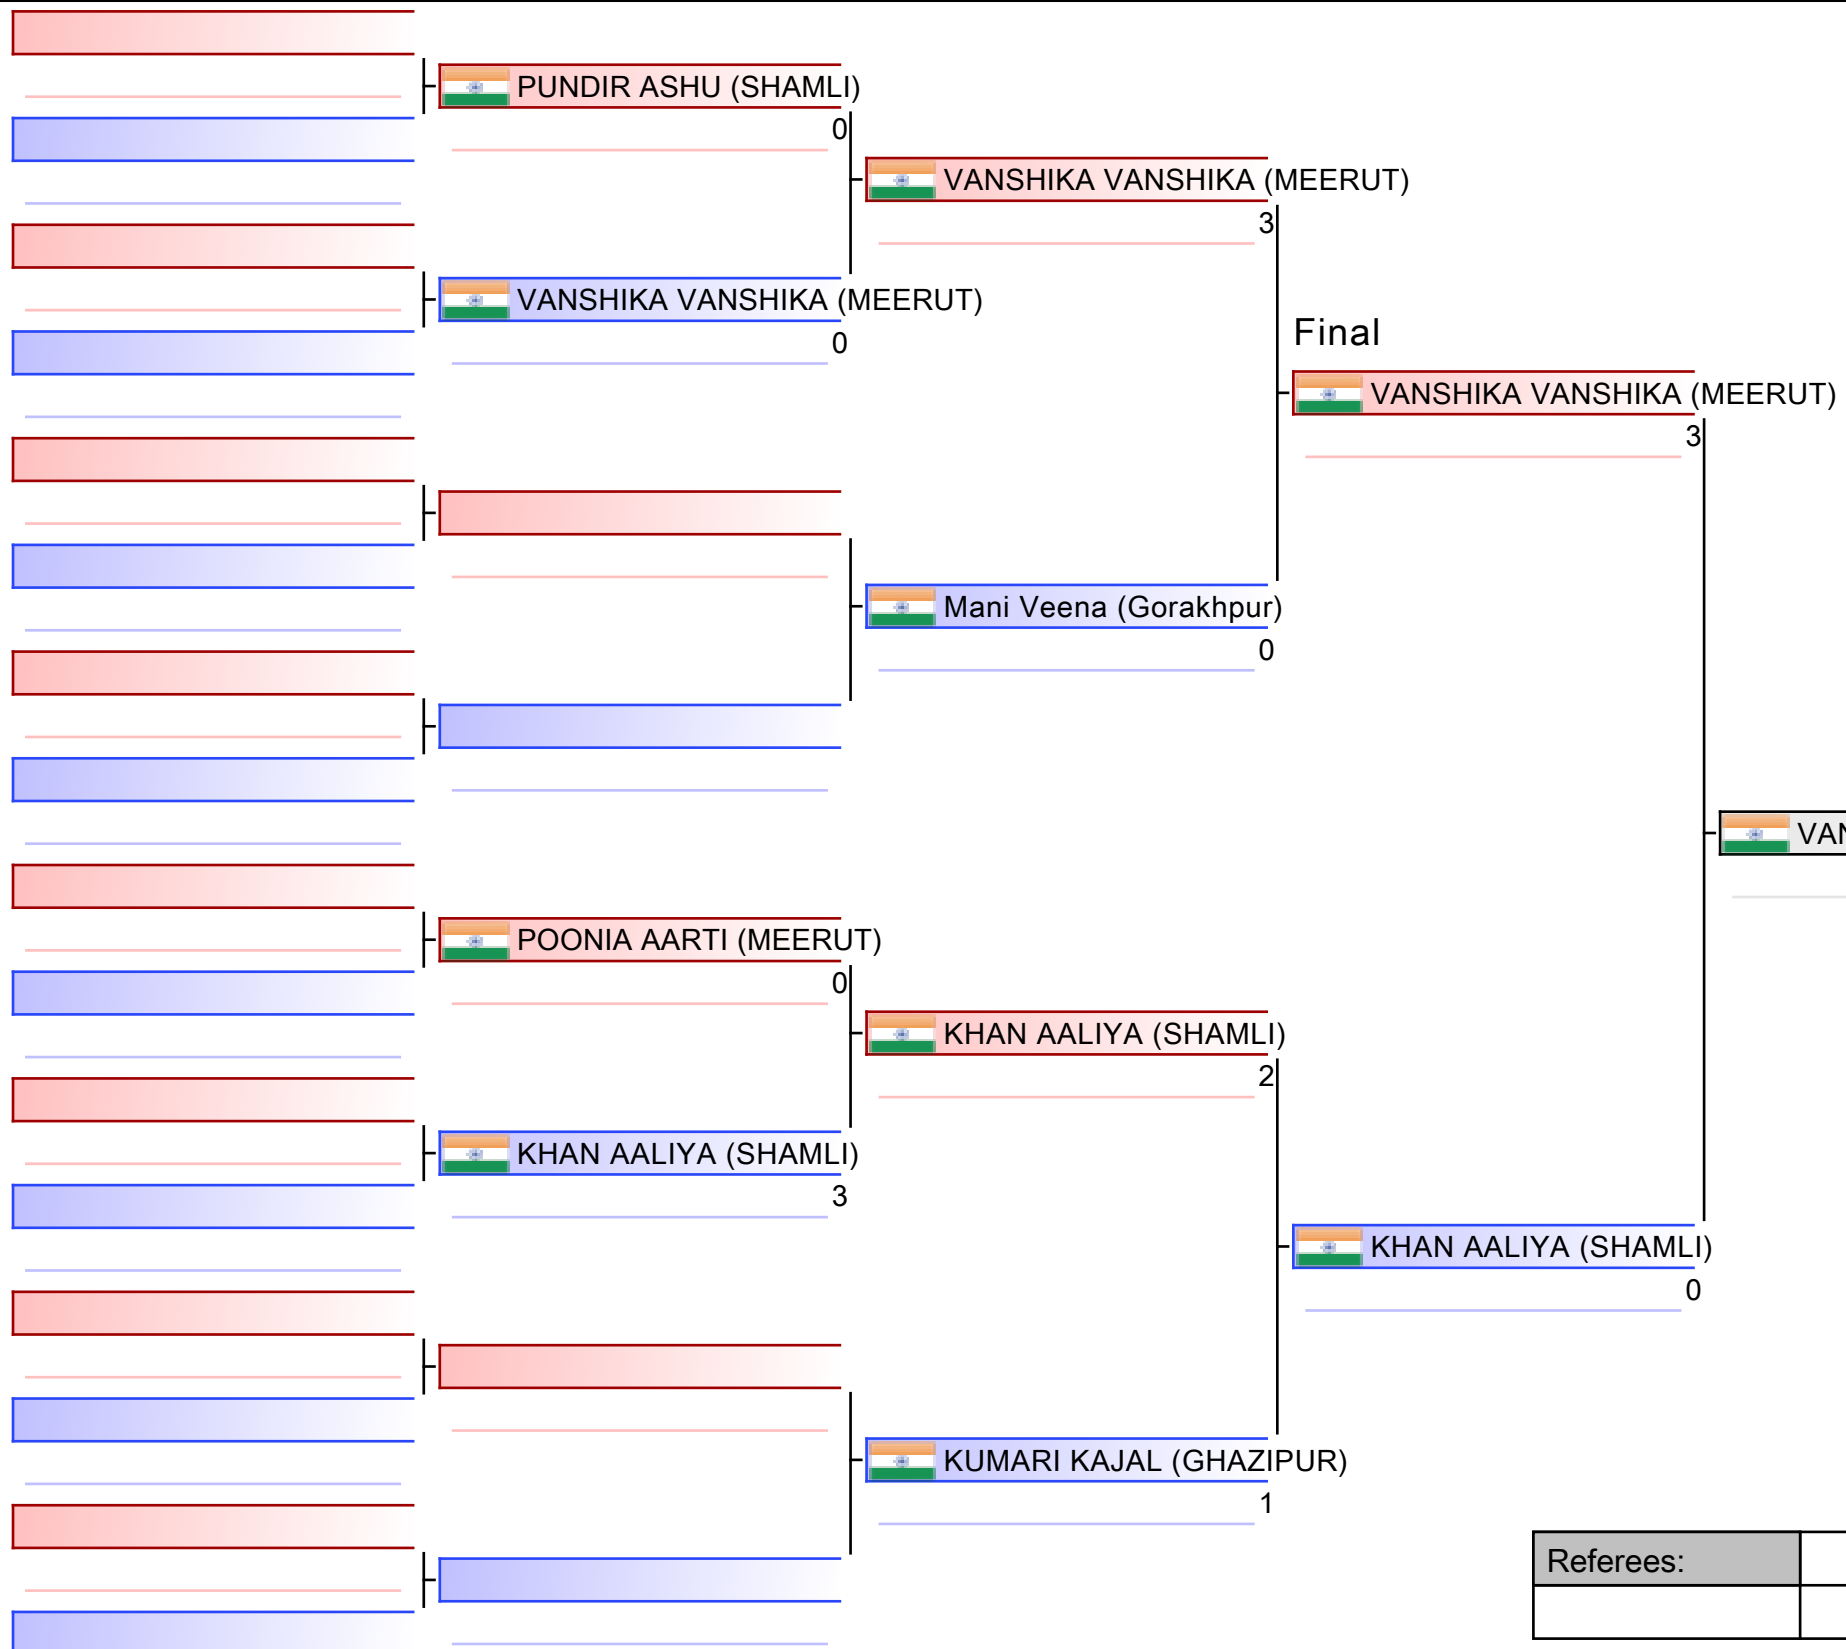 PUNDIR ASHU (SHAMLI)
0
VANSHIKA VANSHIKA (MEERUT)
3
VANSHIKA VANSHIKA (MEERUT)
0
Final
VANSHIKA VANSHIKA (MEERUT)
3
Mani Veena (Gorakhpur)
0
POONIA AARTI (MEERUT)
0
KHAN AALIYA (SHAMLI)
2
KHAN AALIYA (SHAMLI)
3
KHAN AALIYA (SHAMLI)
0
KUMARI KAJAL (GHAZIPUR)
1
Referees: